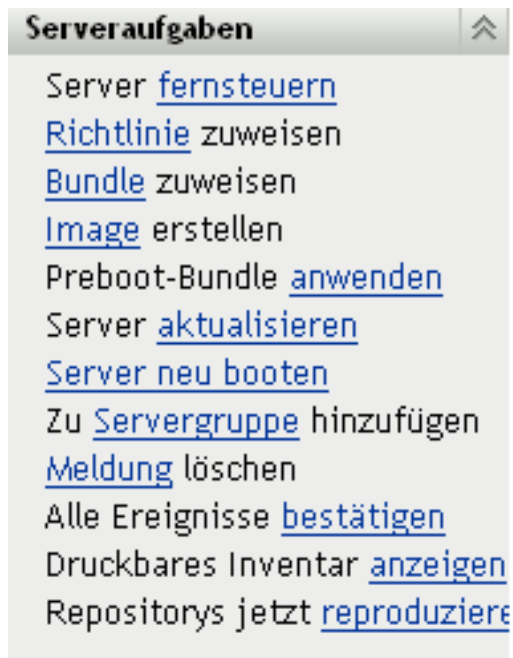 Serveraufgaben
Server fernsteuern
Richtlinie zuweisen
Bundle zuweisen
Image erstellen
Preboot-Bundle anwenden
Server aktualisieren
Server neu booten
Zu Servergruppe hinzufügen
Meldung löschen
Alle Ereignisse bestätigen
Druckbares Inventar anzeigen
Repositorys jetzt reproduziere